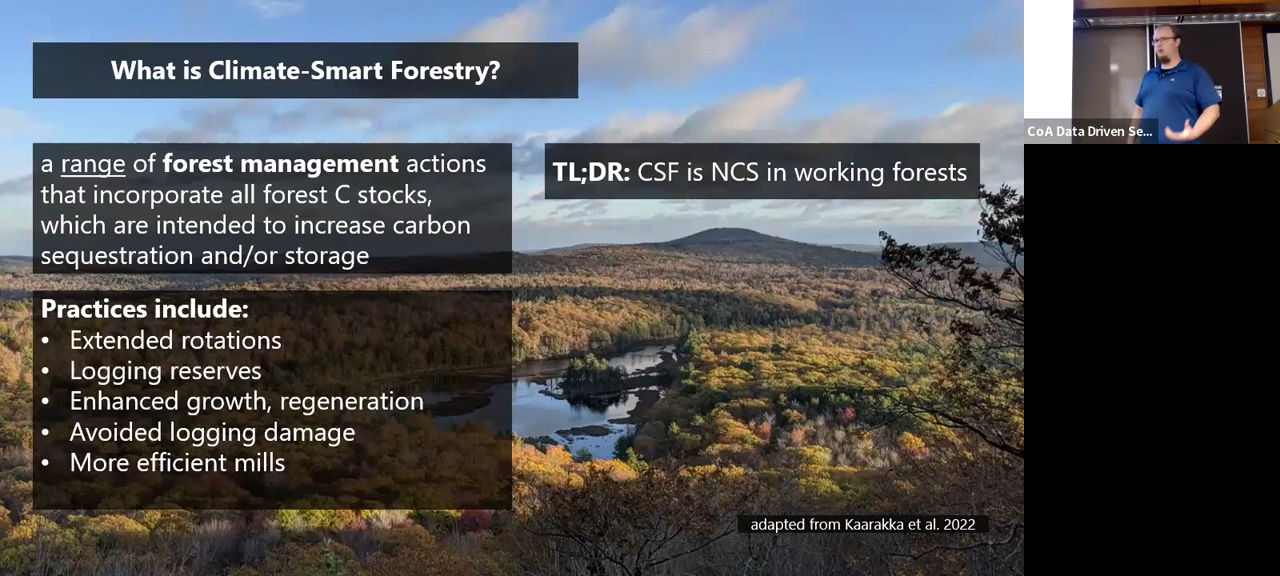 What is Climate-Smart Forestry?
a range of forest management actions
that incorporate all forest C stocks,
which are intended to increase carbon
sequestration and/or storage
TL;DR: CSF is NCS in working forests
Practices include:
• Extended rotations
• Logging reserves
• Enhanced growth, regeneration
• Avoided logging damage
• More efficient mills
adapted from Kaarakka et al. 2022
CoA Data Driven Se...